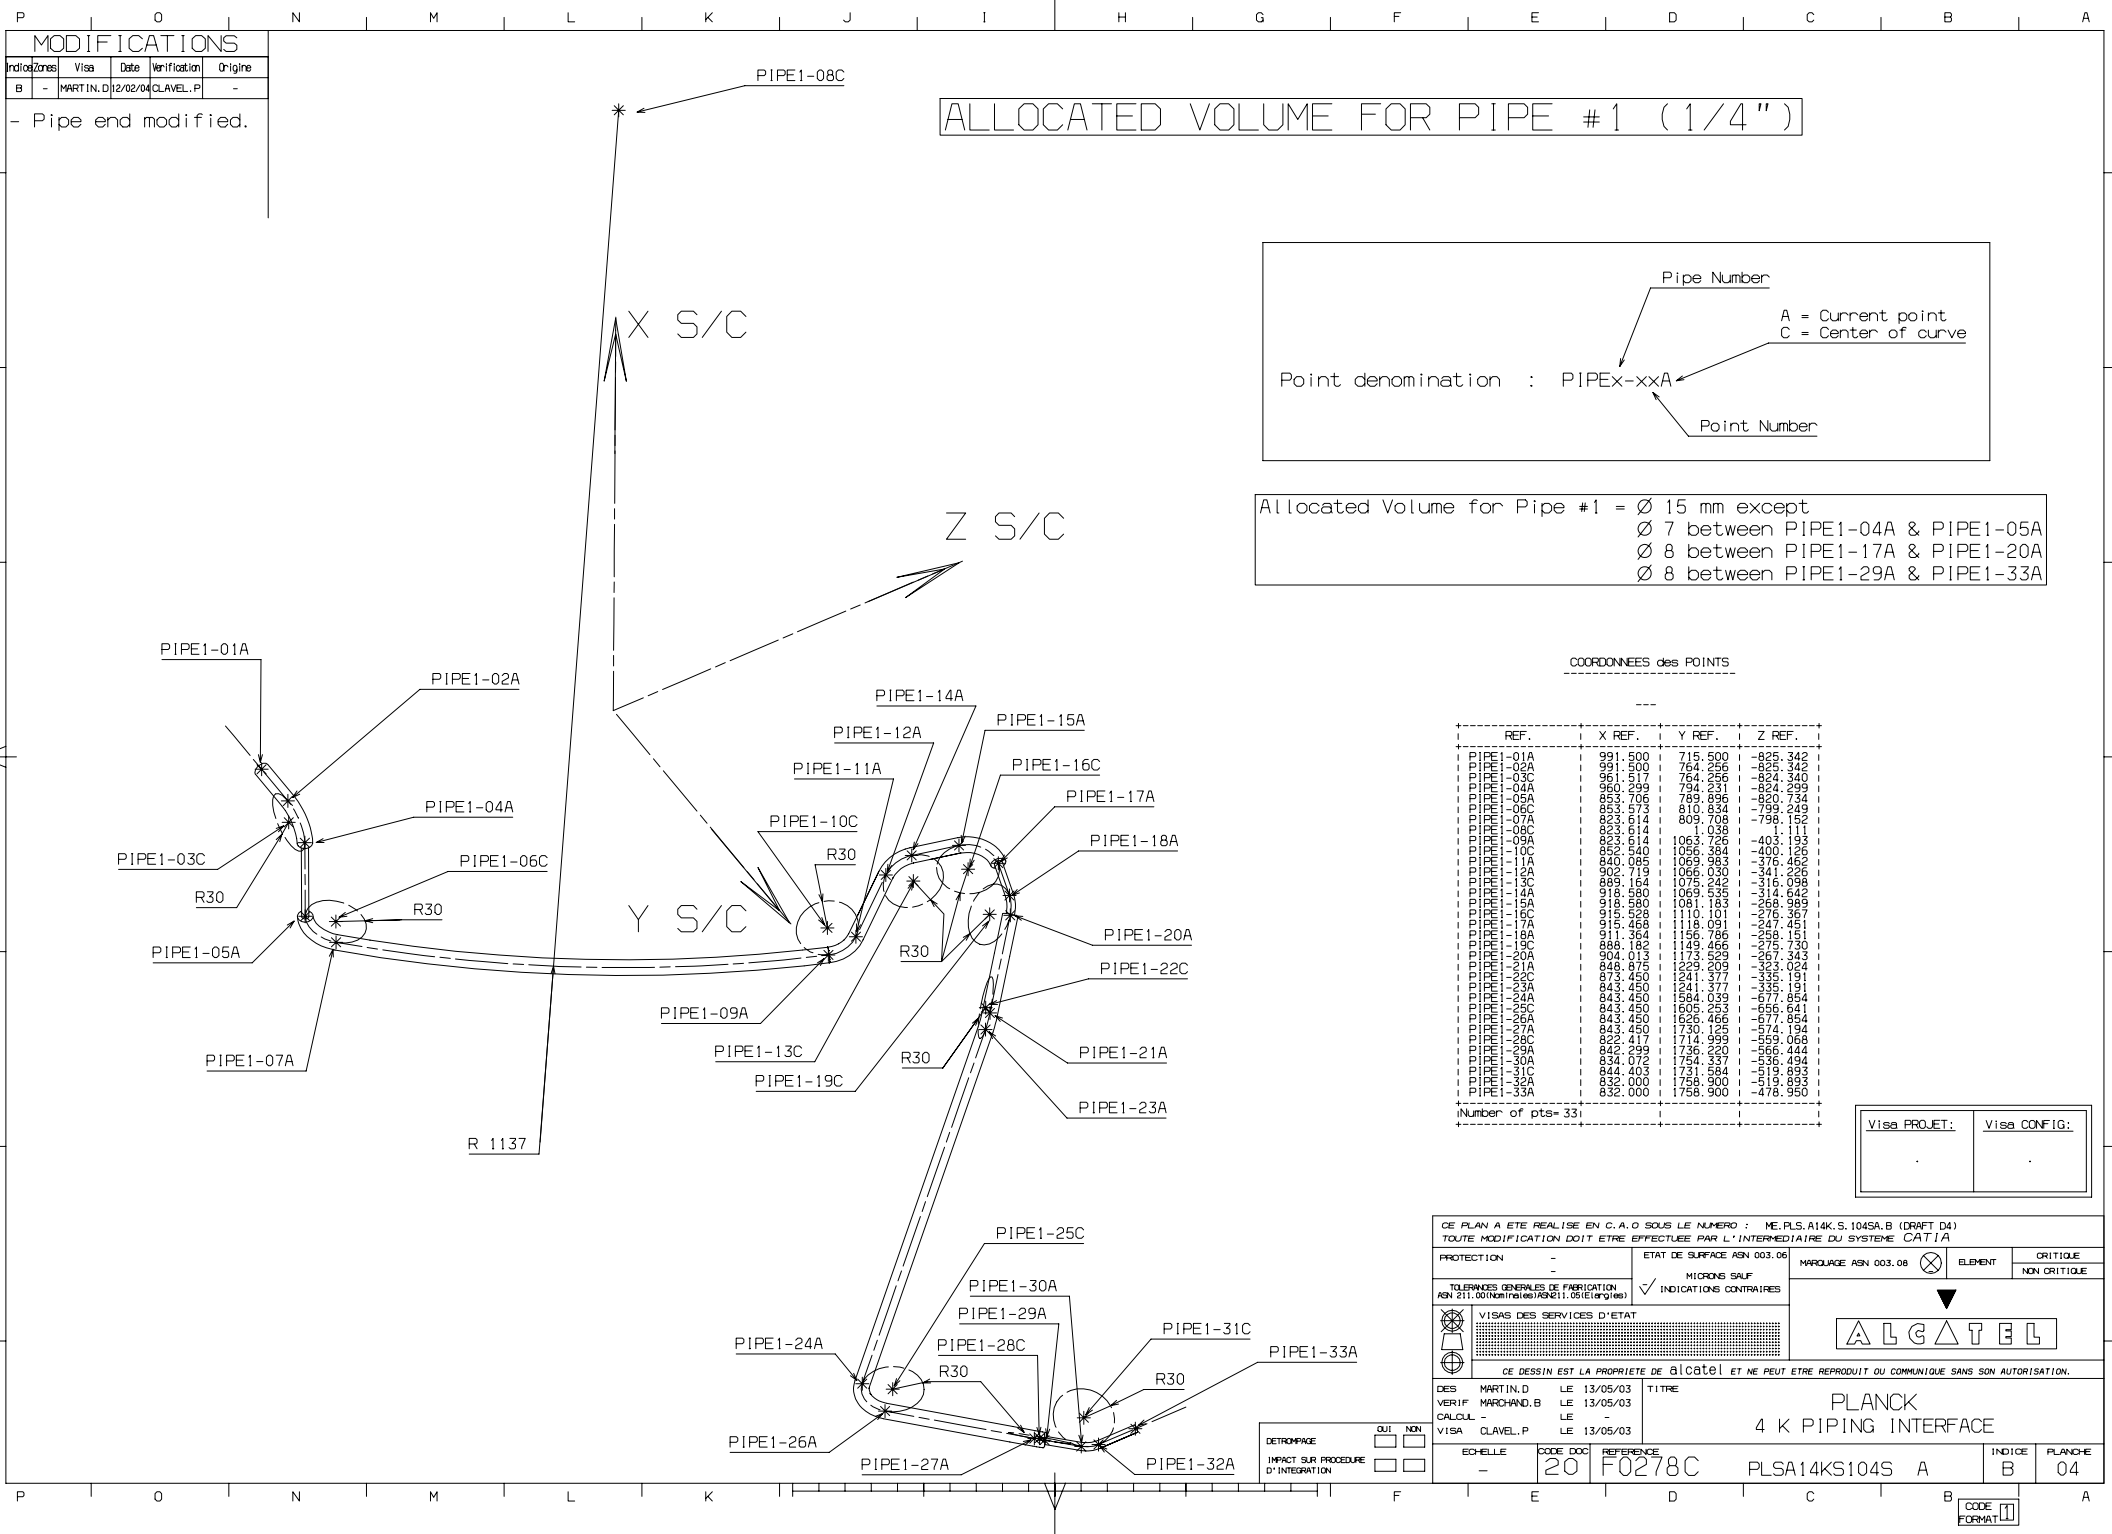 P O N M L K J I H G F E D C B A
MODIFICATIONS
Indice Zones Visa Date Verification Origine
B - MARTIN.D 12/02/04 CLAVEL.P -
- Pipe end modified.
PIPE1-08C
ALLOCATED VOLUME FOR PIPE #1 (1/4")
X S/C
Z S/C
Y S/C
Pipe Number
A = Current point
C = Center of curve
Point denomination : PIPEx-xxA
Point Number
Allocated Volume for Pipe #1 = Ø 15 mm except
Ø 7 between PIPE1-04A & PIPE1-05A
Ø 8 between PIPE1-17A & PIPE1-20A
Ø 8 between PIPE1-29A & PIPE1-33A
PIPE1-01A
PIPE1-02A
PIPE1-04A
PIPE1-03C
PIPE1-06C
R30
R30
PIPE1-05A
PIPE1-07A
R 1137
PIPE1-14A
PIPE1-15A
PIPE1-12A
PIPE1-11A
PIPE1-16C
PIPE1-17A
PIPE1-10C
PIPE1-18A
R30
R30
PIPE1-20A
PIPE1-22C
PIPE1-09A
PIPE1-13C
R30
PIPE1-21A
PIPE1-19C
PIPE1-23A
PIPE1-25C
PIPE1-30A
PIPE1-29A
PIPE1-24A
PIPE1-28C
PIPE1-31C
PIPE1-33A
R30
R30
PIPE1-26A
PIPE1-27A
PIPE1-32A
COORDONNEES des POINTS
---
REF. X REF. Y REF. Z REF.
PIPE1-01A 991.500 715.500 -825.342
PIPE1-02A 991.500 764.256 -825.342
PIPE1-03C 961.517 764.256 -824.340
PIPE1-04A 960.299 794.231 -824.299
PIPE1-05A 853.706 789.896 -820.734
PIPE1-06C 853.573 810.834 -799.249
PIPE1-07A 823.614 809.708 -798.152
PIPE1-08C 823.614 1.038 1.111
PIPE1-09A 823.614 1063.726 -403.193
PIPE1-10C 852.540 1056.384 -400.126
PIPE1-11A 840.085 1069.983 -376.462
PIPE1-12A 902.719 1066.030 -341.226
PIPE1-13C 889.164 1075.242 -316.098
PIPE1-14A 918.580 1069.535 -314.642
PIPE1-15A 918.580 1081.183 -268.989
PIPE1-16C 915.528 1110.101 -276.367
PIPE1-17A 915.468 1118.091 -247.451
PIPE1-18A 911.364 1156.786 -258.151
PIPE1-19C 888.182 1149.466 -275.730
PIPE1-20A 904.013 1173.529 -267.343
PIPE1-21A 848.875 1229.209 -323.024
PIPE1-22C 873.450 1241.377 -335.191
PIPE1-23A 843.450 1241.377 -335.191
PIPE1-24A 843.450 1584.039 -677.854
PIPE1-25C 843.450 1605.253 -656.641
PIPE1-26A 843.450 1626.466 -677.854
PIPE1-27A 843.450 1730.125 -574.194
PIPE1-28C 822.417 1714.999 -559.068
PIPE1-29A 842.299 1736.220 -566.444
PIPE1-30A 834.072 1754.337 -536.494
PIPE1-31C 844.403 1731.584 -519.893
PIPE1-32A 832.000 1758.900 -519.893
PIPE1-33A 832.000 1758.900 -478.950
Number of pts= 33
Visa PROJET: Visa CONFIG:
. .
CE PLAN A ETE REALISE EN C.A.O SOUS LE NUMERO : ME.PLS.A14K.S.104SA.B (DRAFT D4)
TOUTE MODIFICATION DOIT ETRE EFFECTUEE PAR L'INTERMEDIAIRE DU SYSTEME CATIA
PROTECTION -
-
ETAT DE SURFACE ASN 003.06
MICRONS SAUF
INDICATIONS CONTRAIRES
MARQUAGE ASN 003.08
ELEMENT
CRITIQUE
NON CRITIQUE
TOLERANCES GENERALES DE FABRICATION
ASN 211.00(Nominales)ASN211.05(Elargies)
VISAS DES SERVICES D'ETAT
ALCATEL
CE DESSIN EST LA PROPRIETE DE alcatel ET NE PEUT ETRE REPRODUIT OU COMMUNIQUE SANS SON AUTORISATION.
DES MARTIN.D LE 13/05/03
VERIF MARCHAND.B LE 13/05/03
CALCUL - LE -
VISA CLAVEL.P LE 13/05/03
TITRE
PLANCK
4 K PIPING INTERFACE
OUI NON
DETROMPAGE
IMPACT SUR PROCEDURE
D'INTEGRATION
ECHELLE
-
CODE DOC
20
REFERENCE
F0278C PLSA14KS104S A
INDICE
B
PLANCHE
04
P O N M L K J I H F E D C B A
CODE
FORMAT 1